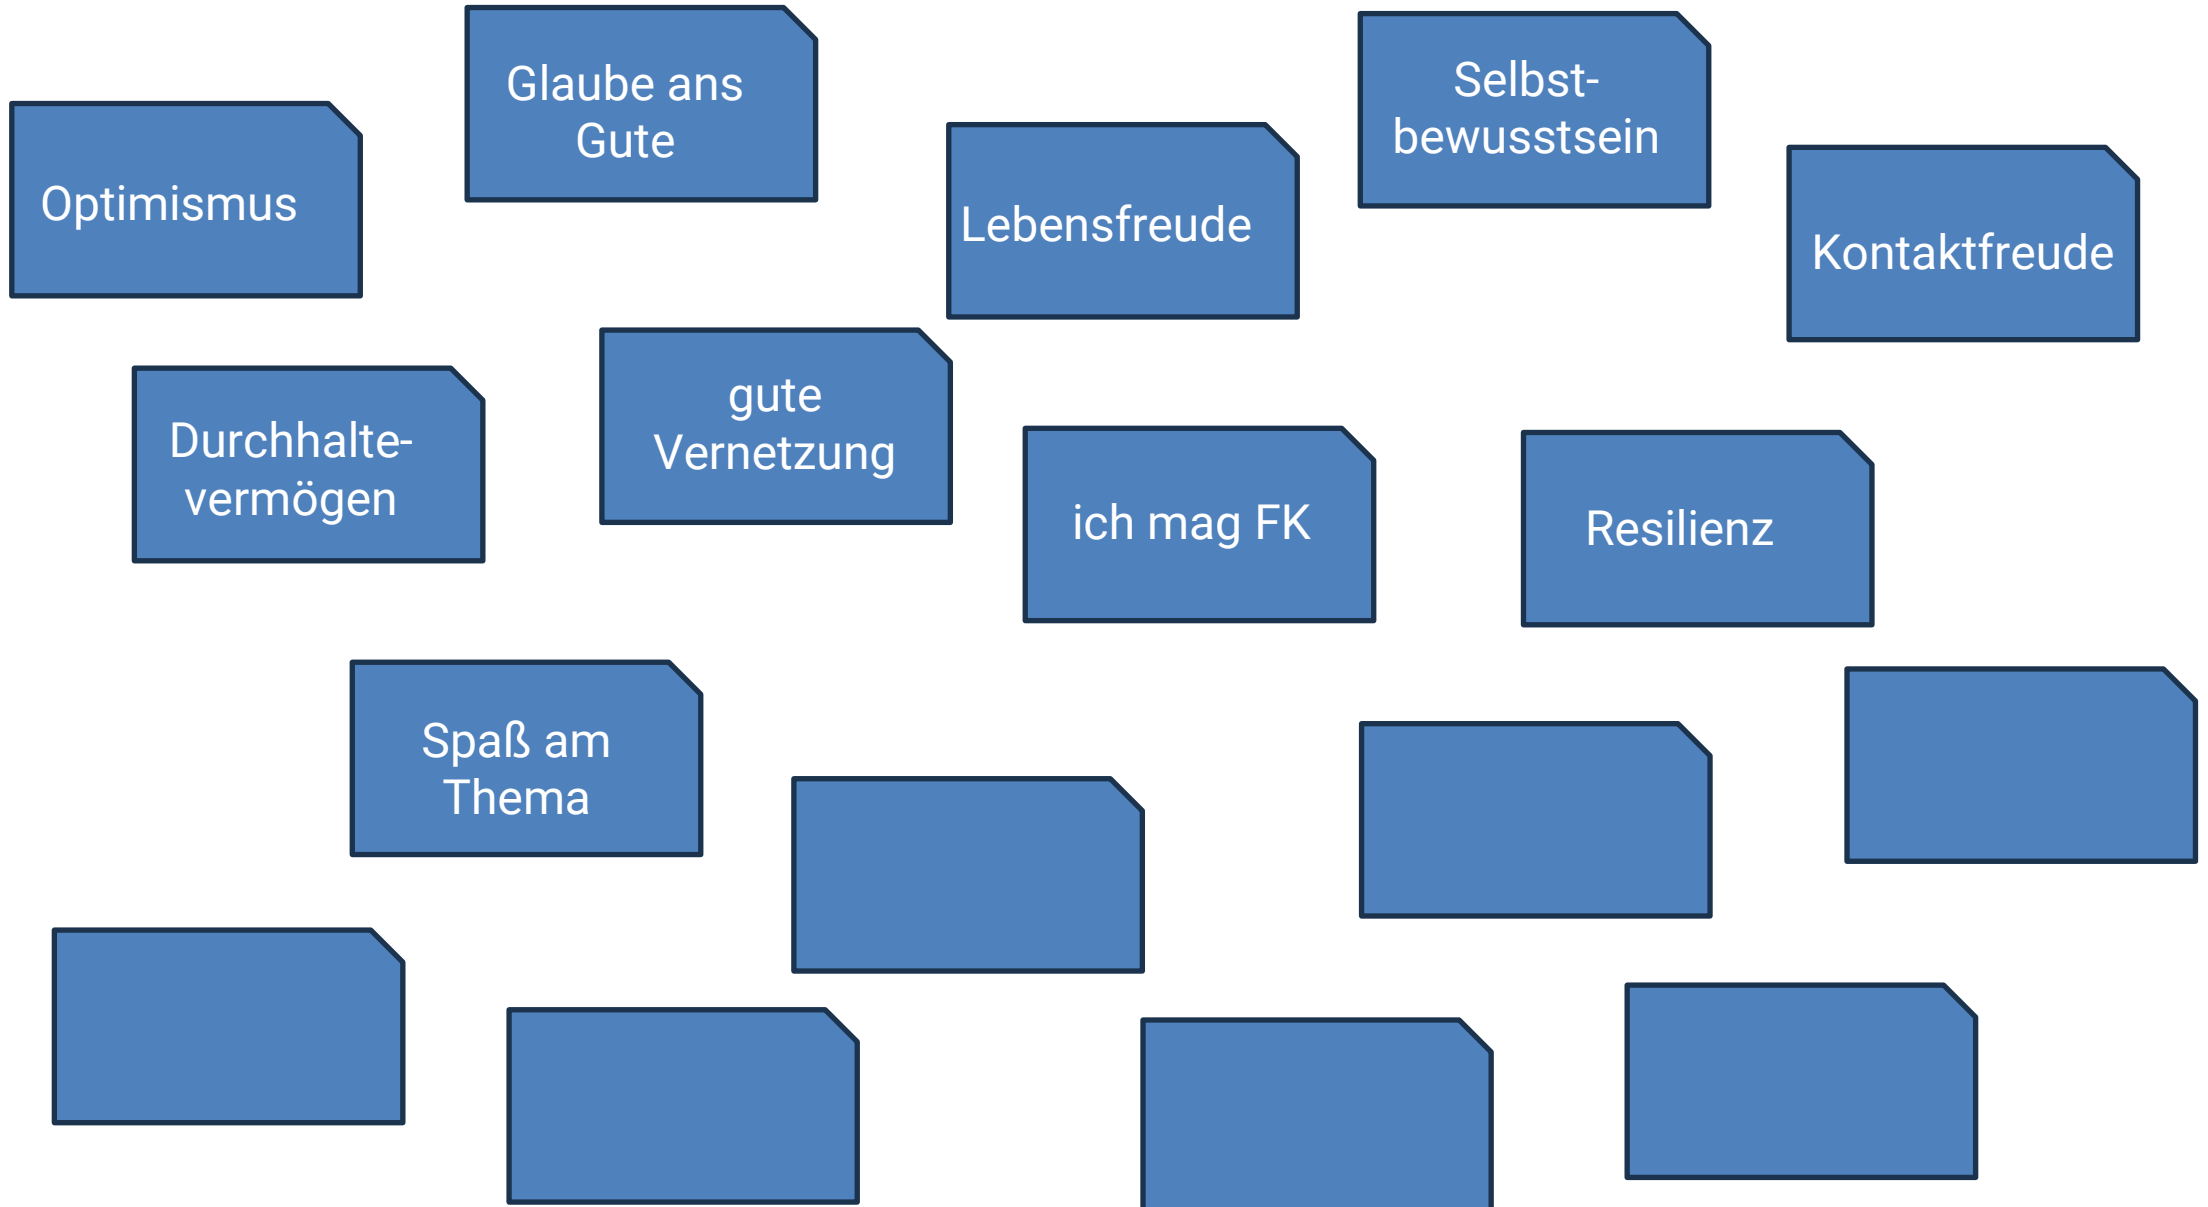 Optimismus
Glaube ans
Gute
Lebensfreude
Selbst-
bewusstsein
Kontaktfreude
Durchhalte-
vermögen
gute
Vernetzung
ich mag FK
Resilienz
Spaß am
Thema